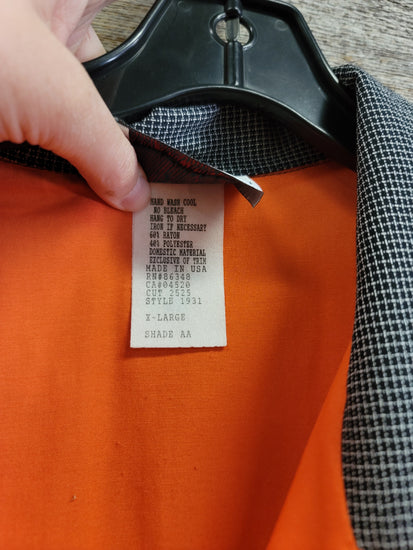 HAND WASH COOL
NO BLEACH
HANG TO DRY
IRON IF NECESSARY
60% RAYON
40% POLYESTER
DOMESTIC MATERIAL
EXCLUSIVE OF TRIM
MADE IN USA
RN#86348
CA#04520
CUT 2525
STYLE 1931
X-LARGE
SHADE AA